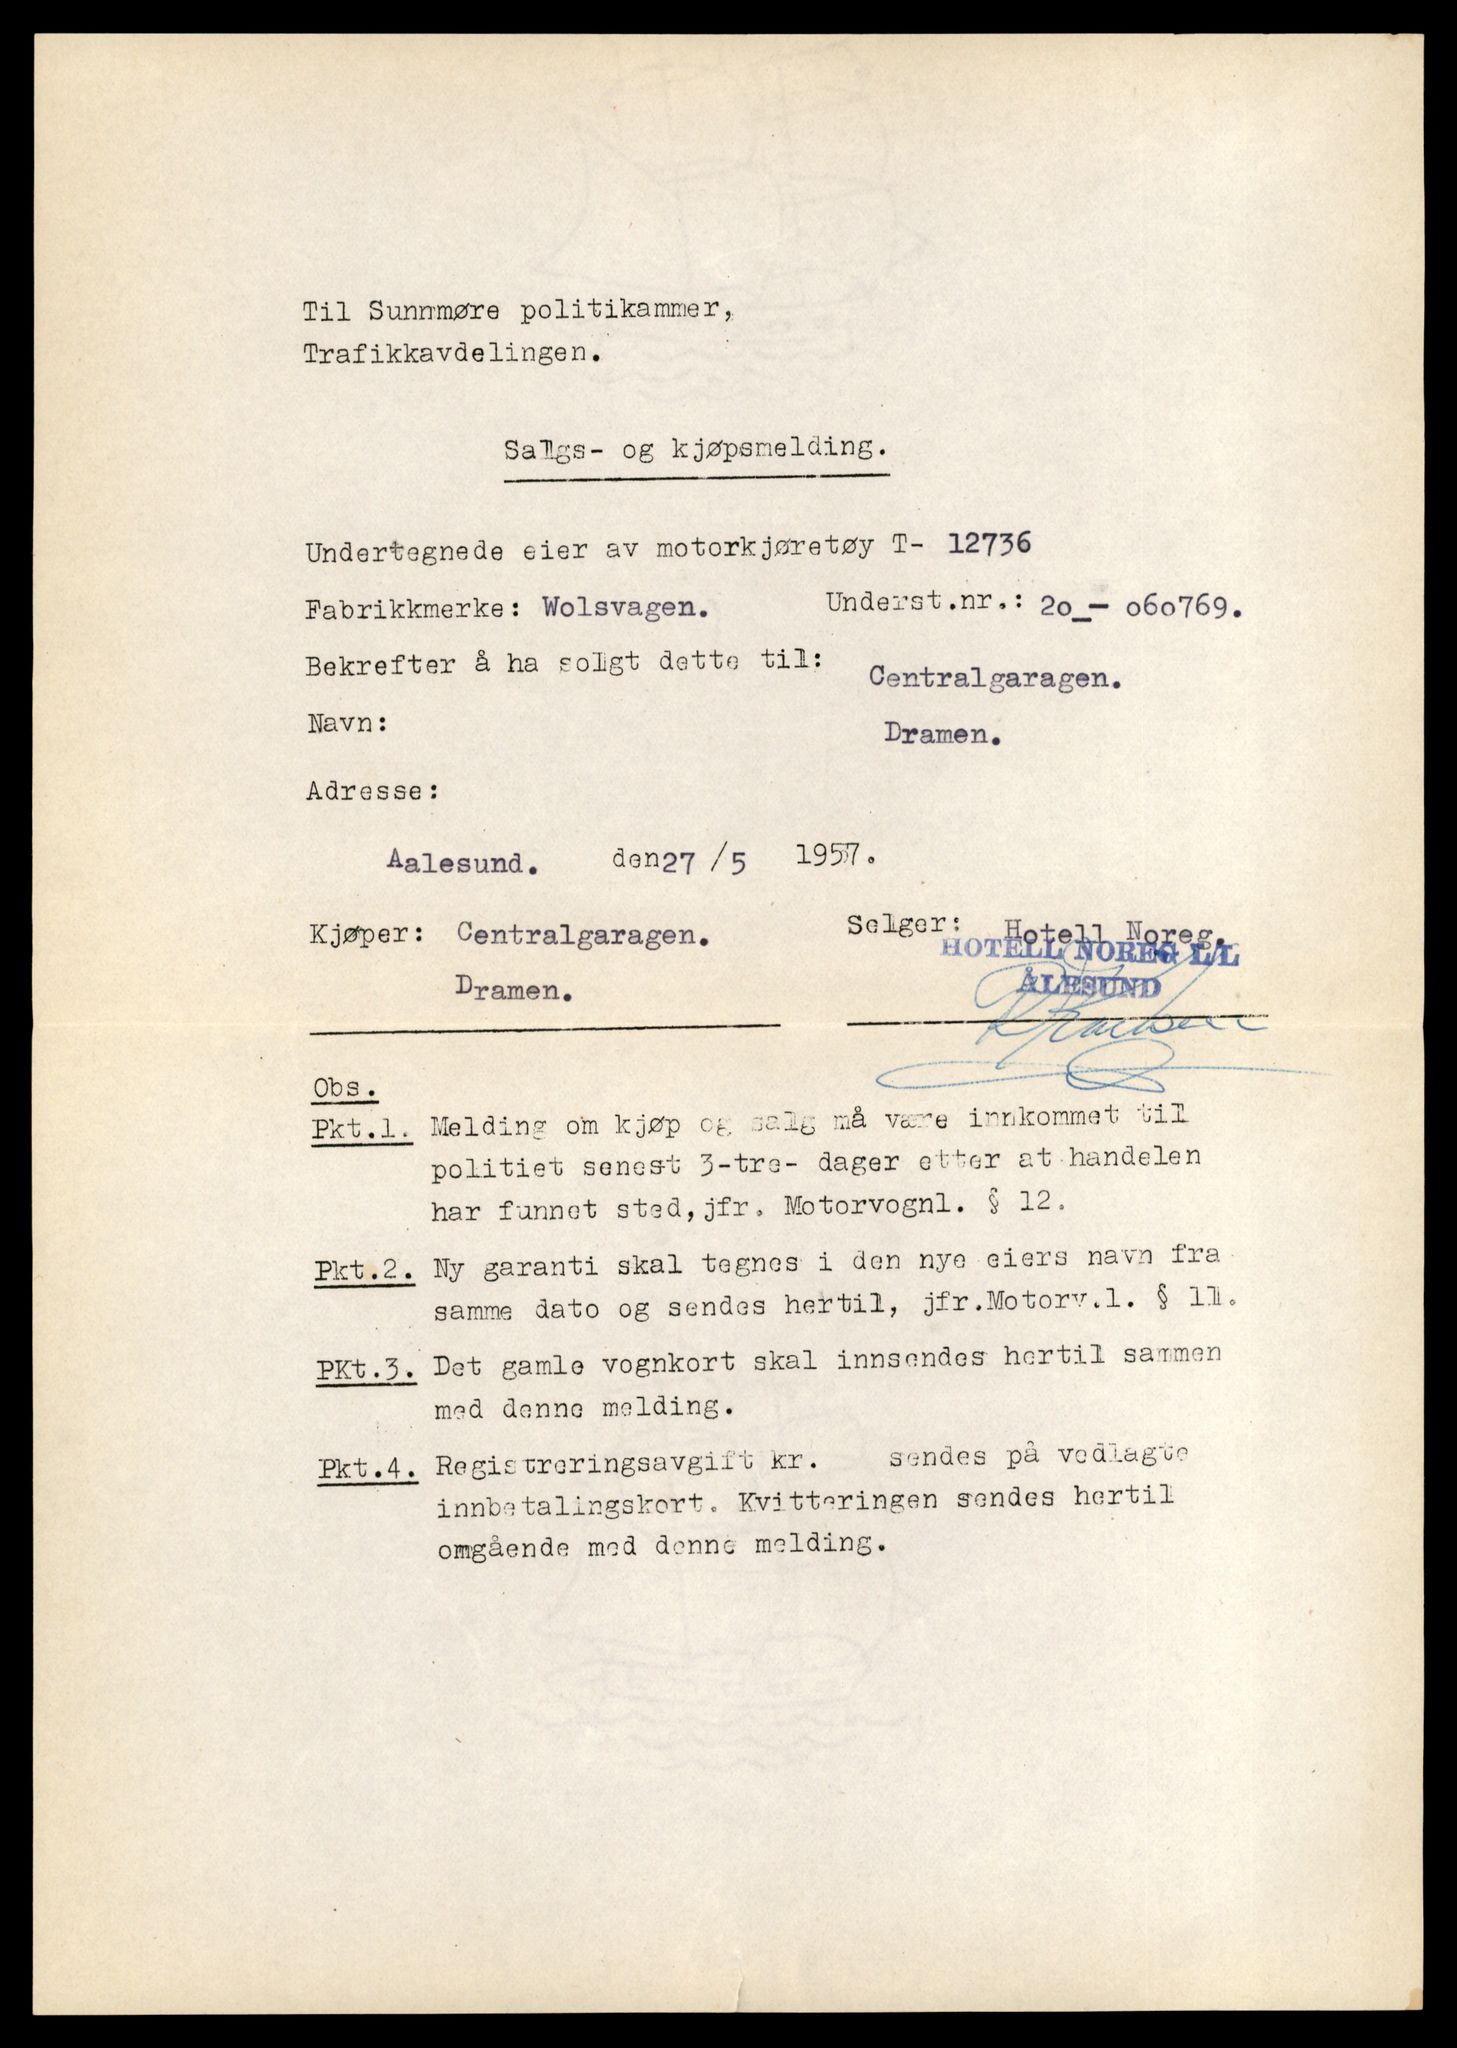 Til Sunnmøre politikammer,
Trafikkavdelingen.
Salgs- og kjøpsmelding.
Undertegnede eier av motorkjøretøy T- 12736
Fabrikkmerke: Wolsvagen. Underst.nr.: 2o_- o6o769.
Bekrefter å ha solgt dette til: Centralgaragen.
Navn: Dramen.
Adresse:
Aalesund. den27 /5 1957.
Kjøper: Centralgaragen. Selger: Hotell Noreg.
HOTELL NOREG L/L
Dramen. ÅLESUND
Obs.
Pkt.1. Melding om kjøp og salg må være innkommet til
politiet senest 3-tre- dager etter at handelen
har funnet sted, jfr. Motorvognl. § 12.
Pkt.2. Ny garanti skal tegnes i den nye eiers navn fra
samme dato og sendes hertil, jfr.Motorv.l. § 11.
PKt.3. Det gamle vognkort skal innsendes hertil sammen
med denne melding.
Pkt.4. Registreringsavgift kr. sendes på vedlagte
innbetalingskort. Kvitteringen sendes hertil
omgående med denne melding.